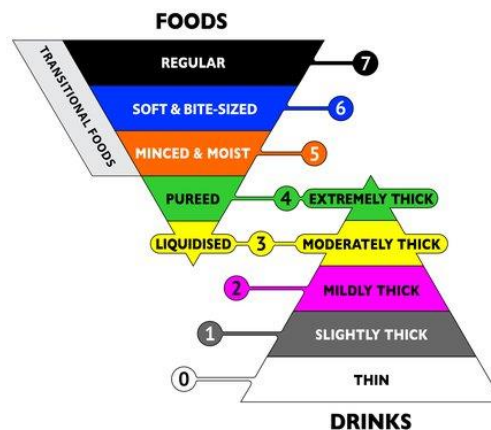 FOODS
TRANSITIONAL FOODS
REGULAR
7
SOFT & BITE-SIZED
6
MINCED & MOIST
5
PUREED
4
EXTREMELY THICK
LIQUIDISED
3
MODERATELY THICK
2
MILDLY THICK
1
SLIGHTLY THICK
0
THIN
DRINKS